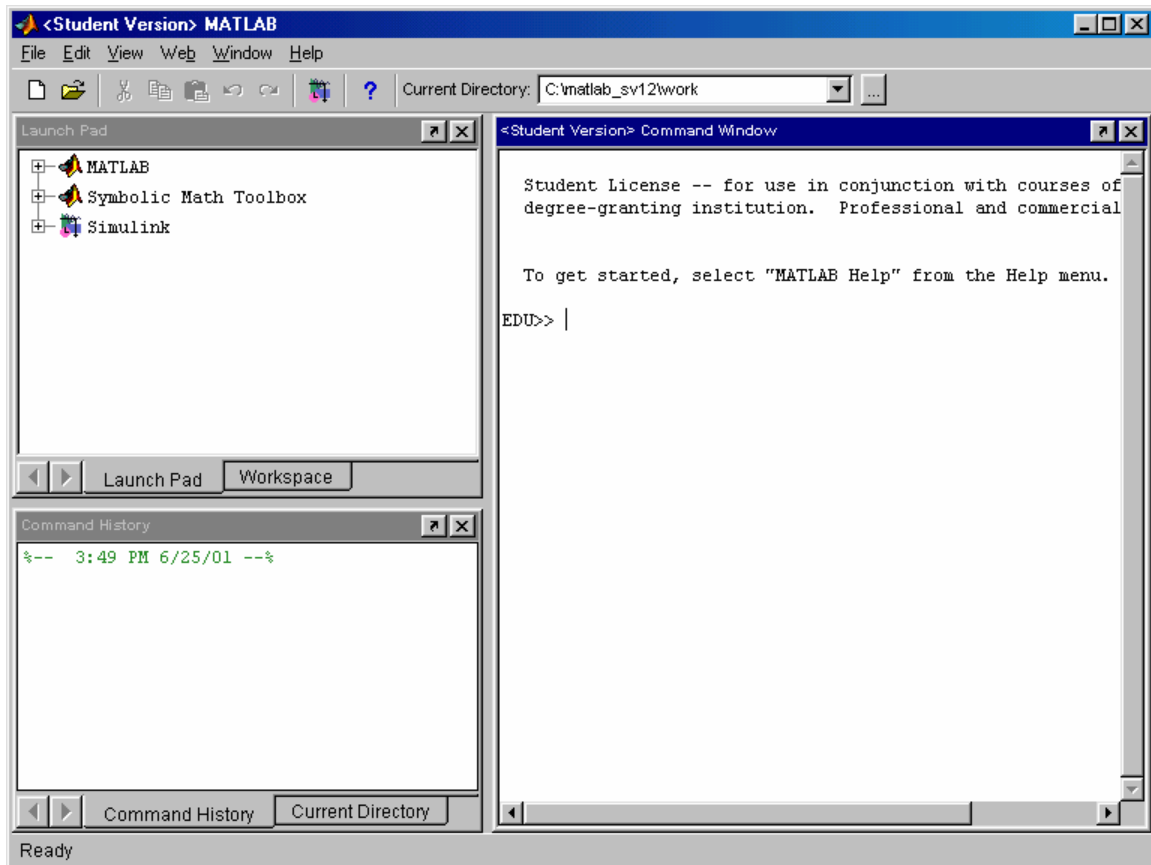 <Student Version> MATLAB
File Edit View Web Window Help
Current Directory: C:\matlab_sv12\work ...
Launch Pad
MATLAB
Symbolic Math Toolbox
Simulink
Launch Pad Workspace
Command History
%-- 3:49 PM 6/25/01 --%
Command History Current Directory
<Student Version> Command Window
Student License -- for use in conjunction with courses of
degree-granting institution. Professional and commercial
To get started, select "MATLAB Help" from the Help menu.
EDU>>
Ready